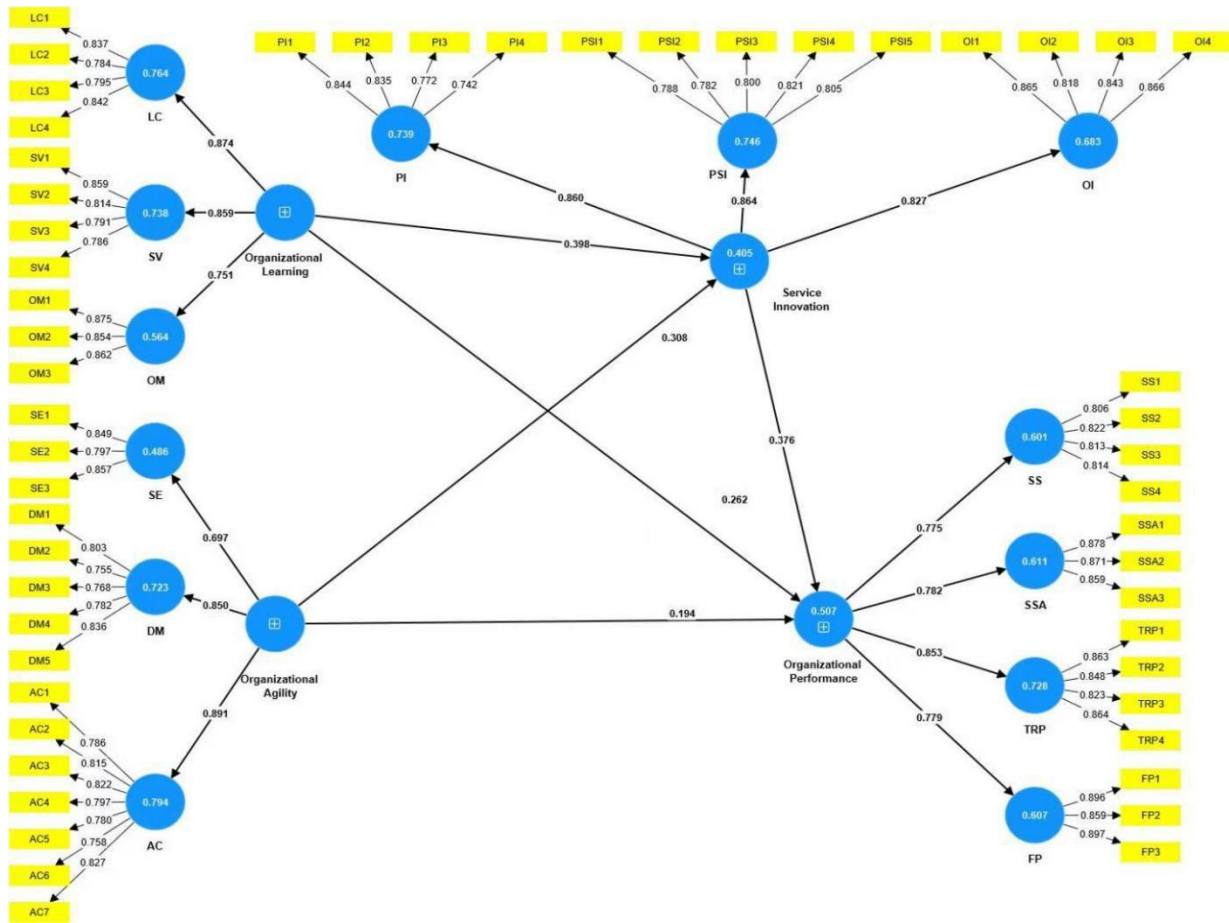 LC1
LC2
LC3
LC4
0.837
0.784
0.795
0.842
0.764
LC
0.874
SV1
SV2
SV3
SV4
0.859
0.814
0.791
0.786
0.738
SV
0.859
OM1
OM2
OM3
0.875
0.854
0.862
0.564
OM
0.751
Organizational
Learning
PI1
PI2
PI3
PI4
0.844
0.835
0.772
0.742
0.739
PI
0.860
PSI1
PSI2
PSI3
PSI4
PSI5
0.788
0.782
0.800
0.821
0.805
0.746
PSI
0.864
OI1
OI2
OI3
OI4
0.865
0.818
0.843
0.866
0.683
OI
0.827
0.398
0.405
Service
Innovation
0.308
0.376
0.262
SE1
SE2
SE3
0.849
0.797
0.857
0.486
SE
0.697
DM1
DM2
DM3
DM4
DM5
0.803
0.755
0.768
0.782
0.836
0.723
DM
0.850
Organizational
Agility
0.194
AC1
AC2
AC3
AC4
AC5
AC6
AC7
0.786
0.815
0.822
0.797
0.780
0.758
0.827
0.794
AC
0.891
0.507
Organizational
Performance
SS1
SS2
SS3
SS4
0.806
0.822
0.813
0.814
0.601
SS
0.775
SSA1
SSA2
SSA3
0.878
0.871
0.859
0.611
SSA
0.782
TRP1
TRP2
TRP3
TRP4
0.863
0.848
0.823
0.864
0.728
TRP
0.853
FP1
FP2
FP3
0.896
0.859
0.897
0.607
FP
0.779